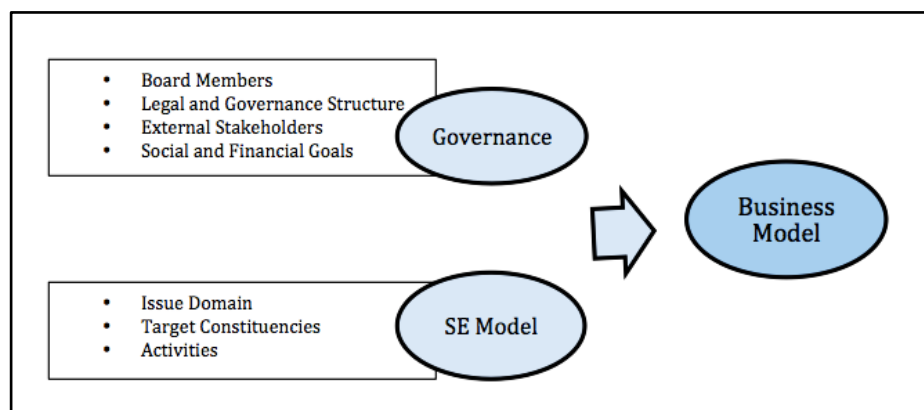 • Board Members
• Legal and Governance Structure
• External Stakeholders
• Social and Financial Goals
Governance
Business
Model
• Issue Domain
• Target Constituencies
• Activities
SE Model